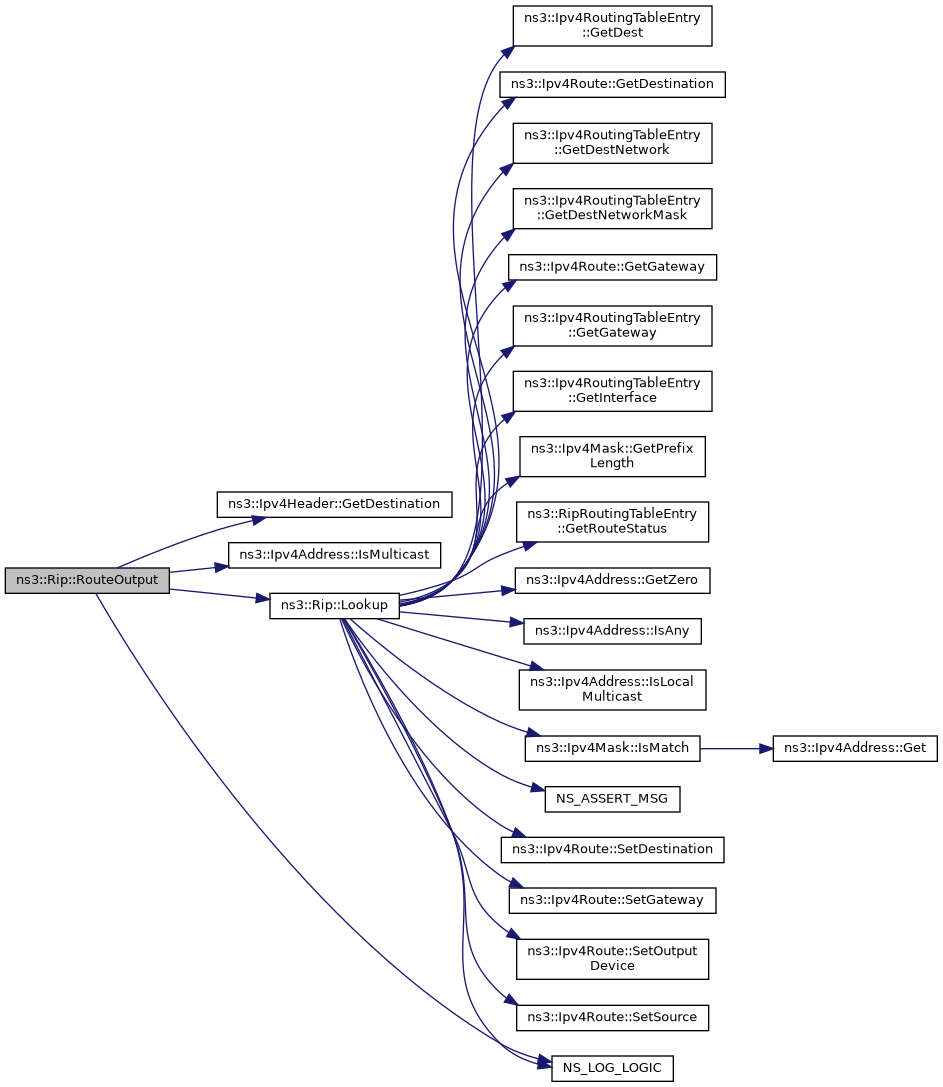 ns3::Ipv4RoutingTableEntry
::GetDest
ns3::Ipv4Route::GetDestination
ns3::Ipv4RoutingTableEntry
::GetDestNetwork
ns3::Ipv4RoutingTableEntry
::GetDestNetworkMask
ns3::Ipv4Route::GetGateway
ns3::Ipv4RoutingTableEntry
::GetGateway
ns3::Ipv4RoutingTableEntry
::GetInterface
ns3::Ipv4Mask::GetPrefix
Length
ns3::Ipv4Header::GetDestination
ns3::RipRoutingTableEntry
::GetRouteStatus
ns3::Ipv4Address::IsMulticast
ns3::Rip::RouteOutput
ns3::Ipv4Address::GetZero
ns3::Rip::Lookup
ns3::Ipv4Address::IsAny
ns3::Ipv4Address::IsLocal
Multicast
ns3::Ipv4Mask::IsMatch
ns3::Ipv4Address::Get
NS_ASSERT_MSG
ns3::Ipv4Route::SetDestination
ns3::Ipv4Route::SetGateway
ns3::Ipv4Route::SetOutput
Device
ns3::Ipv4Route::SetSource
NS_LOG_LOGIC